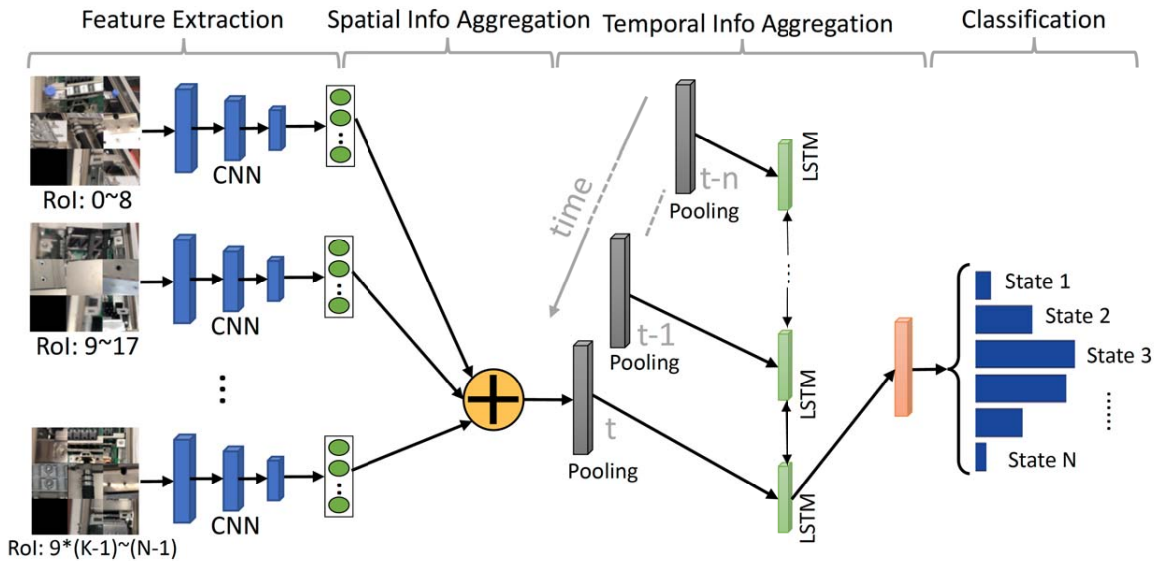 Feature Extraction
Spatial Info Aggregation
Temporal Info Aggregation
Classification
CNN
RoI: 0~8
CNN
RoI: 9~17
...
CNN
RoI: 9*(K-1)~(N-1)
time
t-n
Pooling
t-1
Pooling
t
Pooling
LSTM
LSTM
LSTM
State 1
State 2
State 3
......
State N